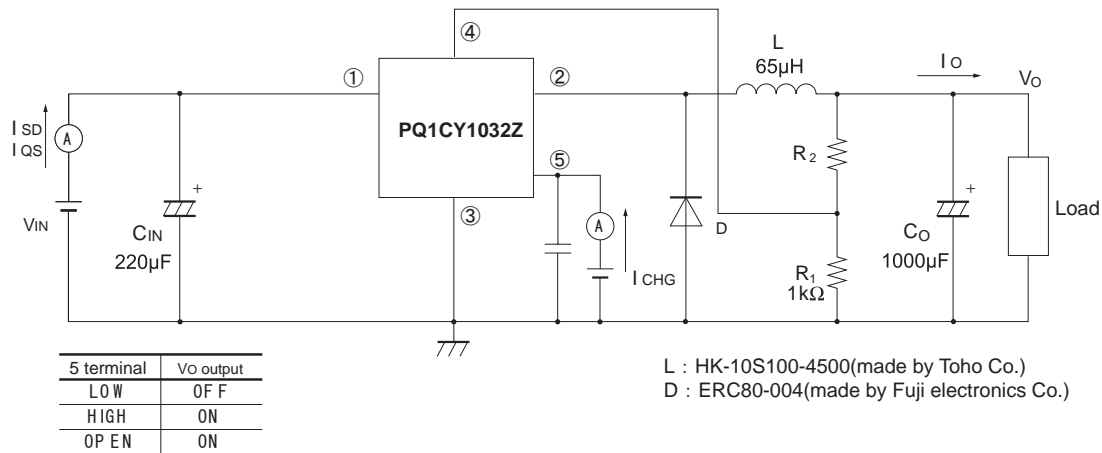 ④
L
65µH
I O
VO
①
②
PQ1CY1032Z
I SD
I QS
A
R2
⑤
VIN
+
CIN
220µF
③
A
I CHG
D
+
CO
1000µF
Load
R1
1kΩ
5 terminal VO output
LOW OFF
HIGH ON
OPEN ON
L : HK-10S100-4500(made by Toho Co.)
D : ERC80-004(made by Fuji electronics Co.)